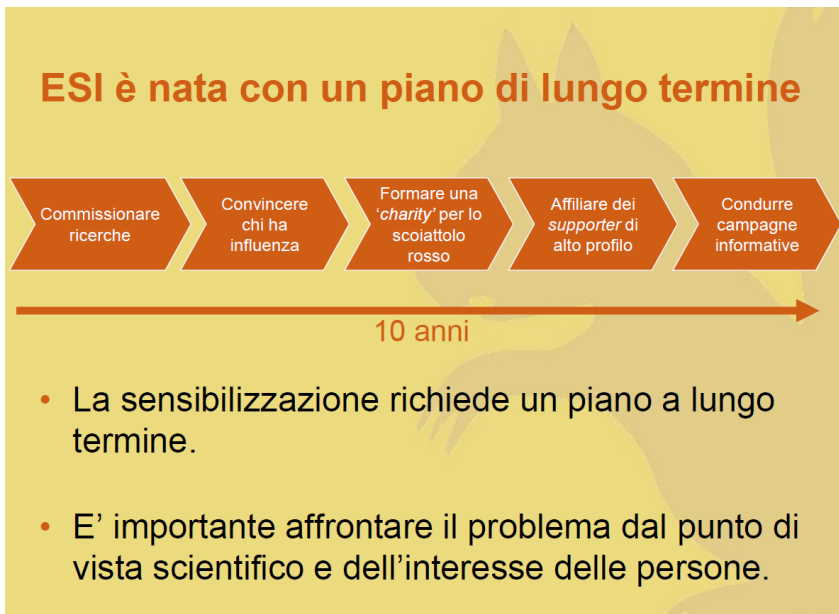 ESI è nata con un piano di lungo termine
Commissionare
ricerche
Convincere
chi ha
influenza
Formare una
‘charity’ per lo
scoiattolo
rosso
Affiliare dei
supporter di
alto profilo
Condurre
campagne
informative
10 anni
• La sensibilizzazione richiede un piano a lungo
termine.
• E’ importante affrontare il problema dal punto di
vista scientifico e dell’interesse delle persone.